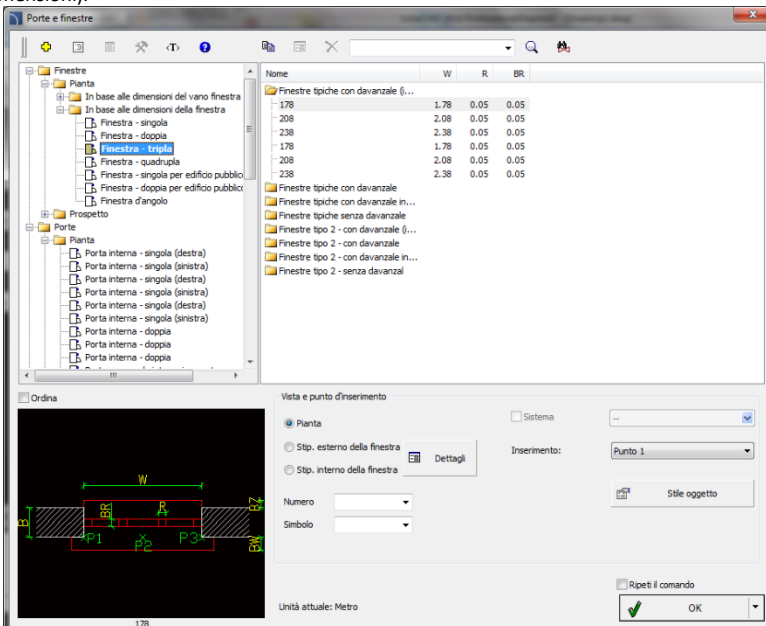 Porte e finestre
Finestre
Pianta
In base alle dimensioni del vano finestra
In base alle dimensioni della finestra
Finestra - singola
Finestra - doppia
Finestra - tripla
Finestra - quadrupla
Finestra - singola per edificio pubblico
Finestra - doppia per edificio pubblico
Finestra d'angolo
Prospetto
Porte
Pianta
Porta interna - singola (destra)
Porta interna - singola (sinistra)
Porta interna - singola (destra)
Porta interna - singola (sinistra)
Porta interna - singola (destra)
Porta interna - singola (sinistra)
Porta interna - doppia
Porta interna - doppia
Porta interna - doppia
Nome W R BR
Finestre tipiche con davanzale (i...
178 1.78 0.05 0.05
208 2.08 0.05 0.05
238 2.38 0.05 0.05
178 1.78 0.05 0.05
208 2.08 0.05 0.05
238 2.38 0.05 0.05
Finestre tipiche con davanzale
Finestre tipiche con davanzale in...
Finestre tipiche senza davanzale
Finestre tipo 2 - con davanzale (i...
Finestre tipo 2 - con davanzale
Finestre tipo 2 - con davanzale in...
Finestre tipo 2 - senza davanzal
Ordina
W
B BR R BZ
P1 P2 P3 BW
178
Vista e punto d'inserimento
Pianta
Stip. esterno della finestra
Stip. interno della finestra
Dettagli
Numero
Simbolo
Sistema --
Inserimento: Punto 1
Stile oggetto
Unità attuale: Metro
Ripeti il comando
OK